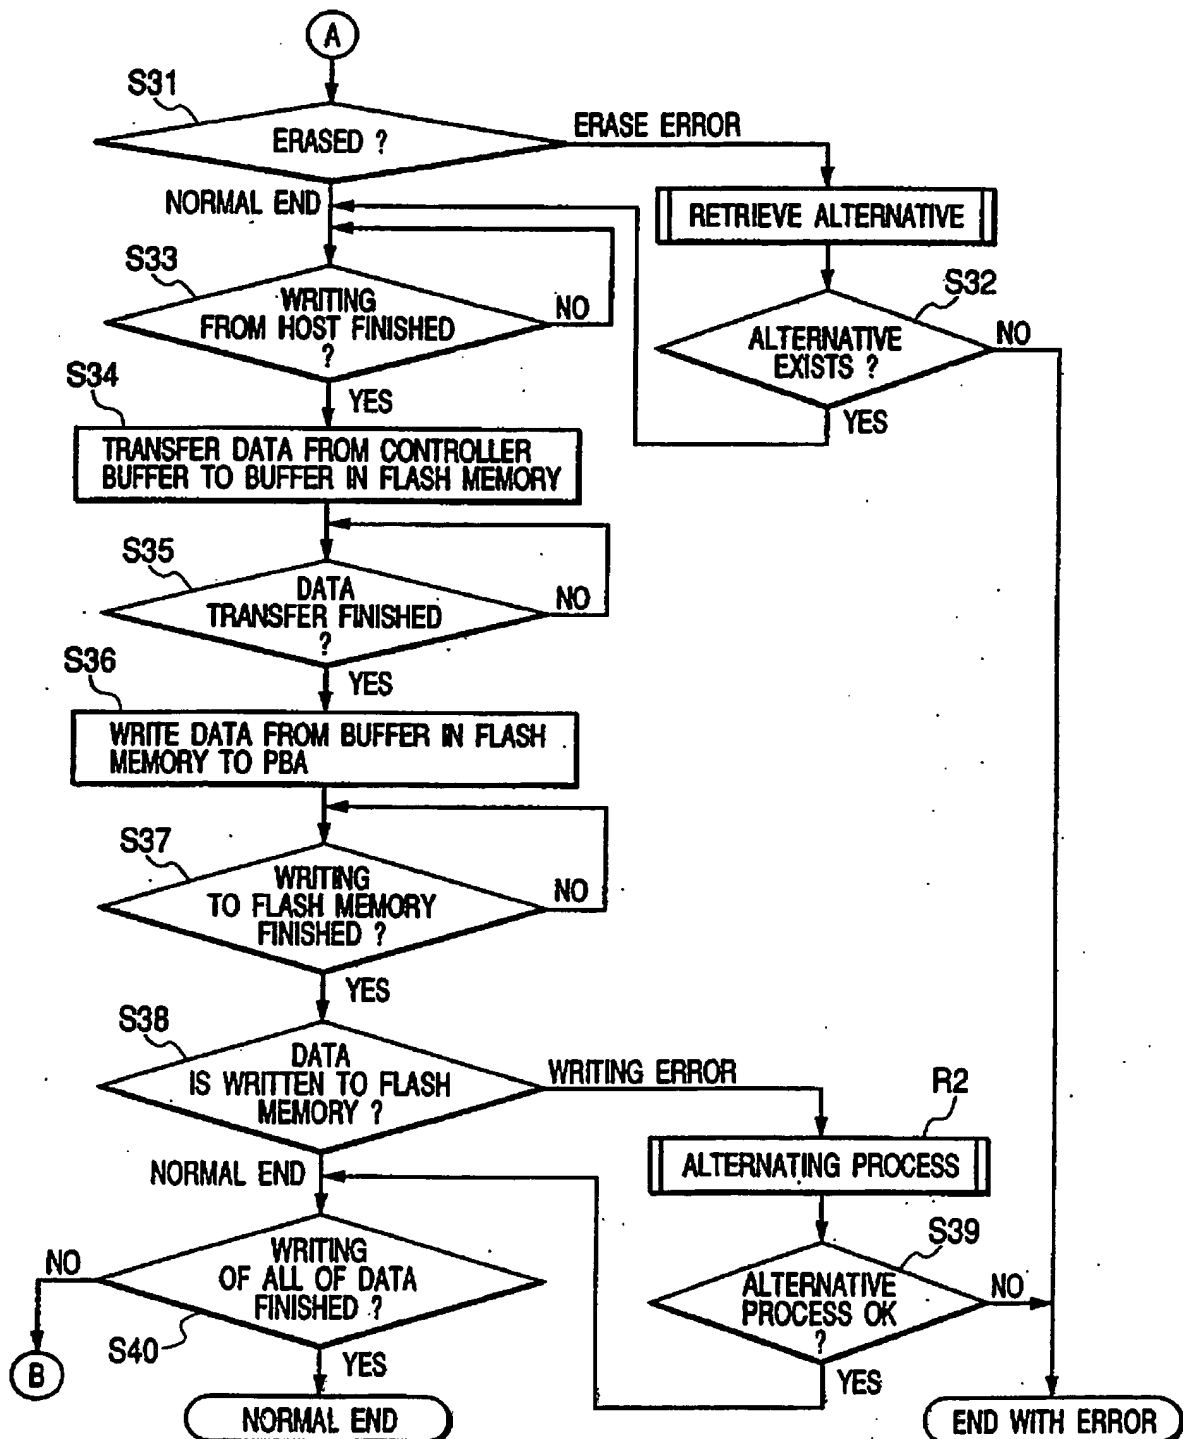 A
S31
ERASED ?
ERASE ERROR
NORMAL END
RETRIEVE ALTERNATIVE
S33
WRITING
FROM HOST FINISHED
?
NO
S32
ALTERNATIVE
EXISTS ?
NO
YES
S34
YES
TRANSFER DATA FROM CONTROLLER
BUFFER TO BUFFER IN FLASH MEMORY
S35
DATA
TRANSFER FINISHED
?
NO
S36
YES
WRITE DATA FROM BUFFER IN FLASH
MEMORY TO PBA
S37
WRITING
TO FLASH MEMORY
FINISHED ?
NO
YES
S38
DATA
IS WRITTEN TO FLASH
MEMORY ?
WRITING ERROR
R2
NORMAL END
ALTERNATING PROCESS
S39
NO
WRITING
OF ALL OF DATA
FINISHED ?
ALTERNATIVE
PROCESS OK
?
NO
S40
YES
YES
B
NORMAL END
END WITH ERROR